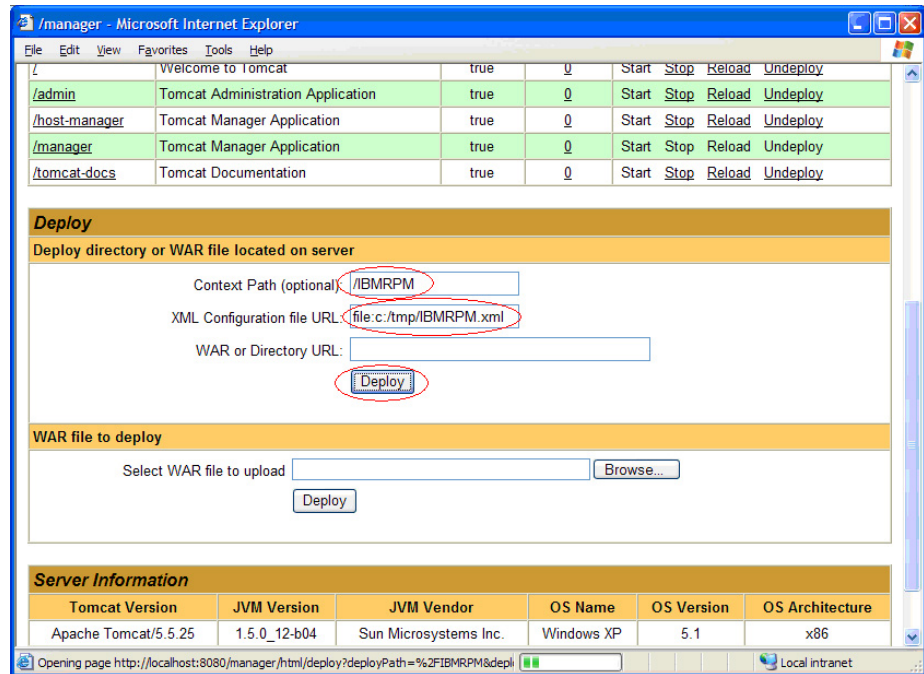 /manager - Microsoft Internet Explorer
File Edit View Favorites Tools Help
/ Welcome to Tomcat true 0 Start Stop Reload Undeploy
/admin Tomcat Administration Application true 0 Start Stop Reload Undeploy
/host-manager Tomcat Manager Application true 0 Start Stop Reload Undeploy
/manager Tomcat Manager Application true 0 Start Stop Reload Undeploy
/tomcat-docs Tomcat Documentation true 0 Start Stop Reload Undeploy
Deploy
Deploy directory or WAR file located on server
Context Path (optional): /IBMRPM
XML Configuration file URL: file:c:/tmp/IBMRPM.xml
WAR or Directory URL:
Deploy
WAR file to deploy
Select WAR file to upload Browse...
Deploy
Server Information
Tomcat Version JVM Version JVM Vendor OS Name OS Version OS Architecture
Apache Tomcat/5.5.25 1.5.0_12-b04 Sun Microsystems Inc. Windows XP 5.1 x86
Opening page http://localhost:8080/manager/html/deploy?deployPath=%2FIBMRPM&depl Local intranet